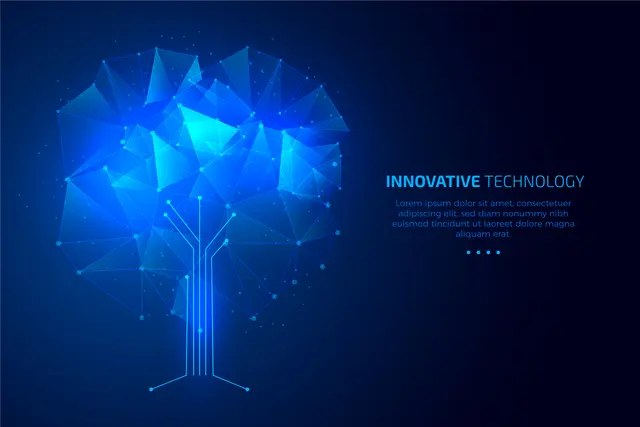 INNOVATIVE TECHNOLOGY
Lorem ipsum dolor sit amet, consectetuer
adipiscing elit, sed diam nonummy nibh
euismod tincidunt ut laoreet dolore magna
aliquam erat.